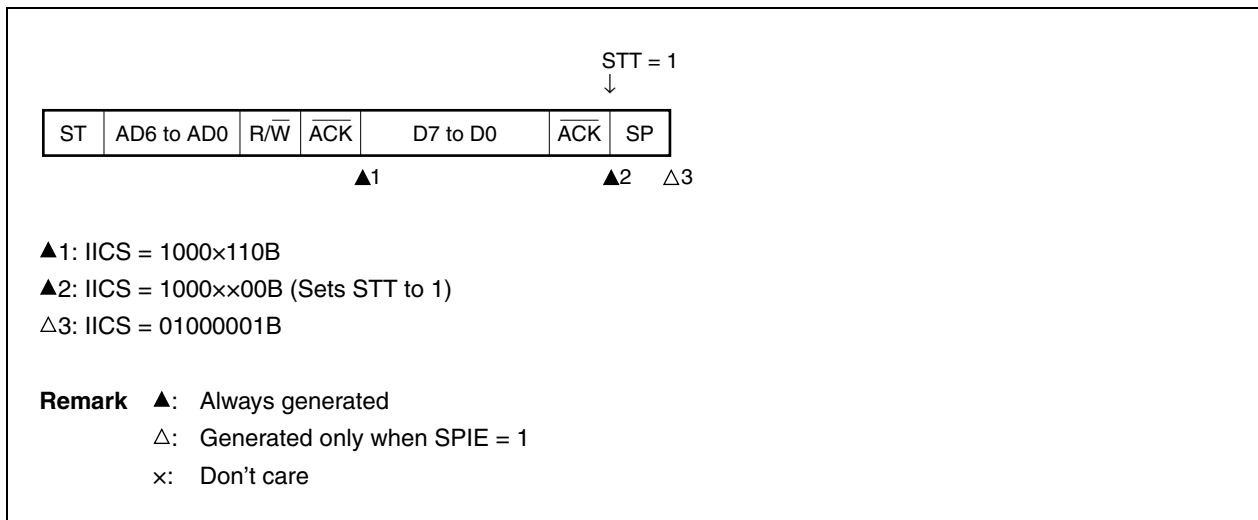 STT = 1
↓
ST AD6 to AD0 R/W̅ A̅C̅K̅ D7 to D0 A̅C̅K̅ SP
▲1 ▲2 △3
▲1: IICS = 1000×110B
▲2: IICS = 1000××00B (Sets STT to 1)
△3: IICS = 01000001B
Remark ▲: Always generated
△: Generated only when SPIE = 1
×: Don't care